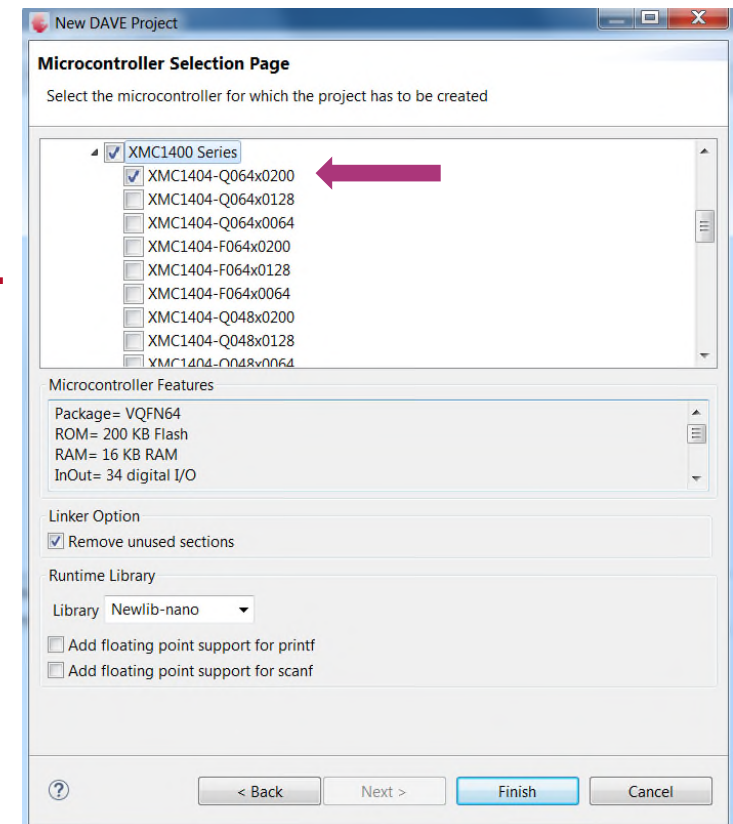 New DAVE Project
Microcontroller Selection Page
Select the microcontroller for which the project has to be created
XMC1400 Series
XMC1404-Q064x0200
XMC1404-Q064x0128
XMC1404-Q064x0064
XMC1404-F064x0200
XMC1404-F064x0128
XMC1404-F064x0064
XMC1404-Q048x0200
XMC1404-Q048x0128
XMC1404-Q048x0064
Microcontroller Features
Package= VQFN64
ROM= 200 KB Flash
RAM= 16 KB RAM
InOut= 34 digital I/O
Linker Option
Remove unused sections
Runtime Library
Library Newlib-nano
Add floating point support for printf
Add floating point support for scanf
? < Back Next > Finish Cancel